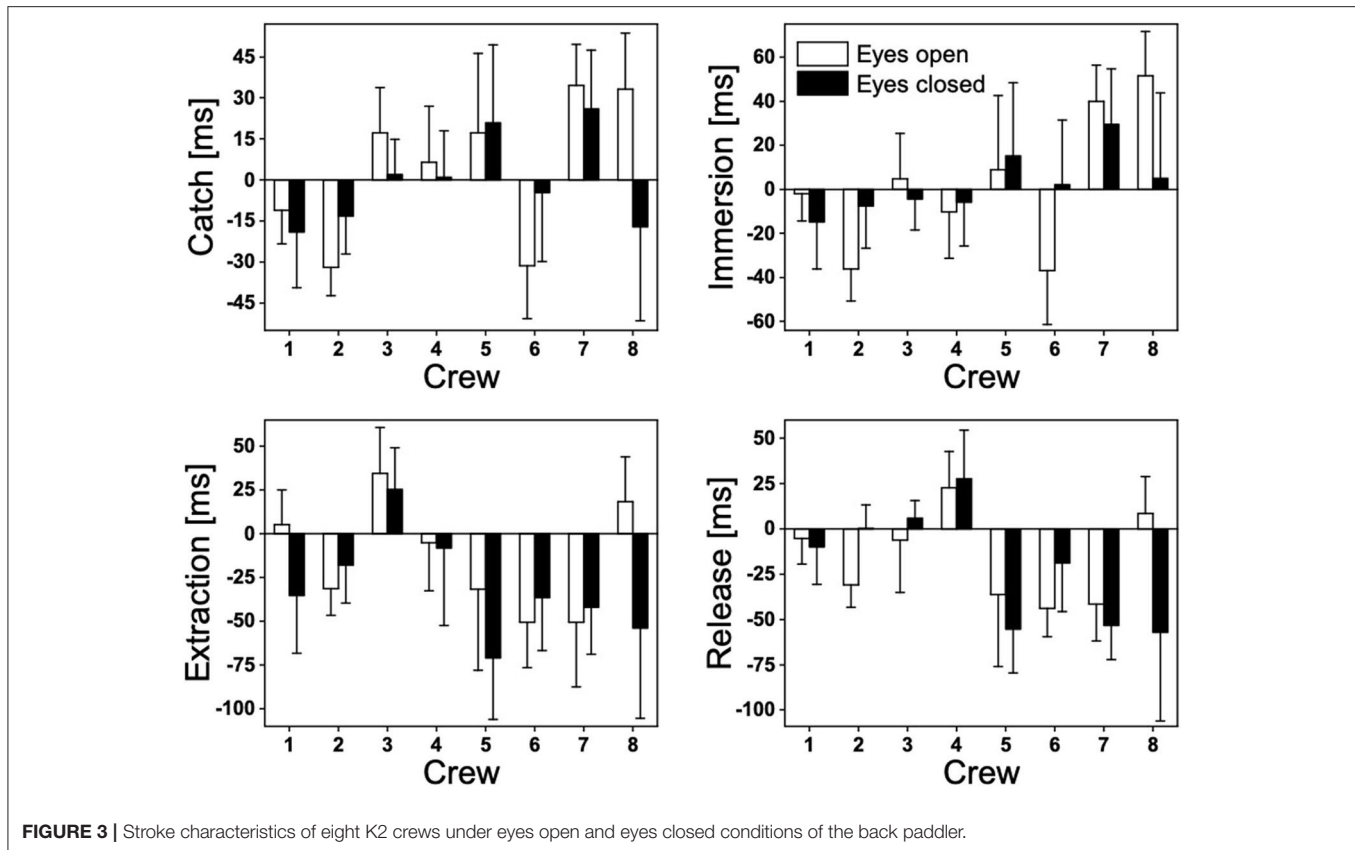 Catch [ms]
45
30
15
0
-15
-30
-45
1 2 3 4 5 6 7 8
Crew
Immersion [ms]
60
40
20
0
-20
-40
-60
Eyes open
Eyes closed
1 2 3 4 5 6 7 8
Crew
Extraction [ms]
50
25
0
-25
-50
-75
-100
1 2 3 4 5 6 7 8
Crew
Release [ms]
50
25
0
-25
-50
-75
-100
1 2 3 4 5 6 7 8
Crew
FIGURE 3 | Stroke characteristics of eight K2 crews under eyes open and eyes closed conditions of the back paddler.